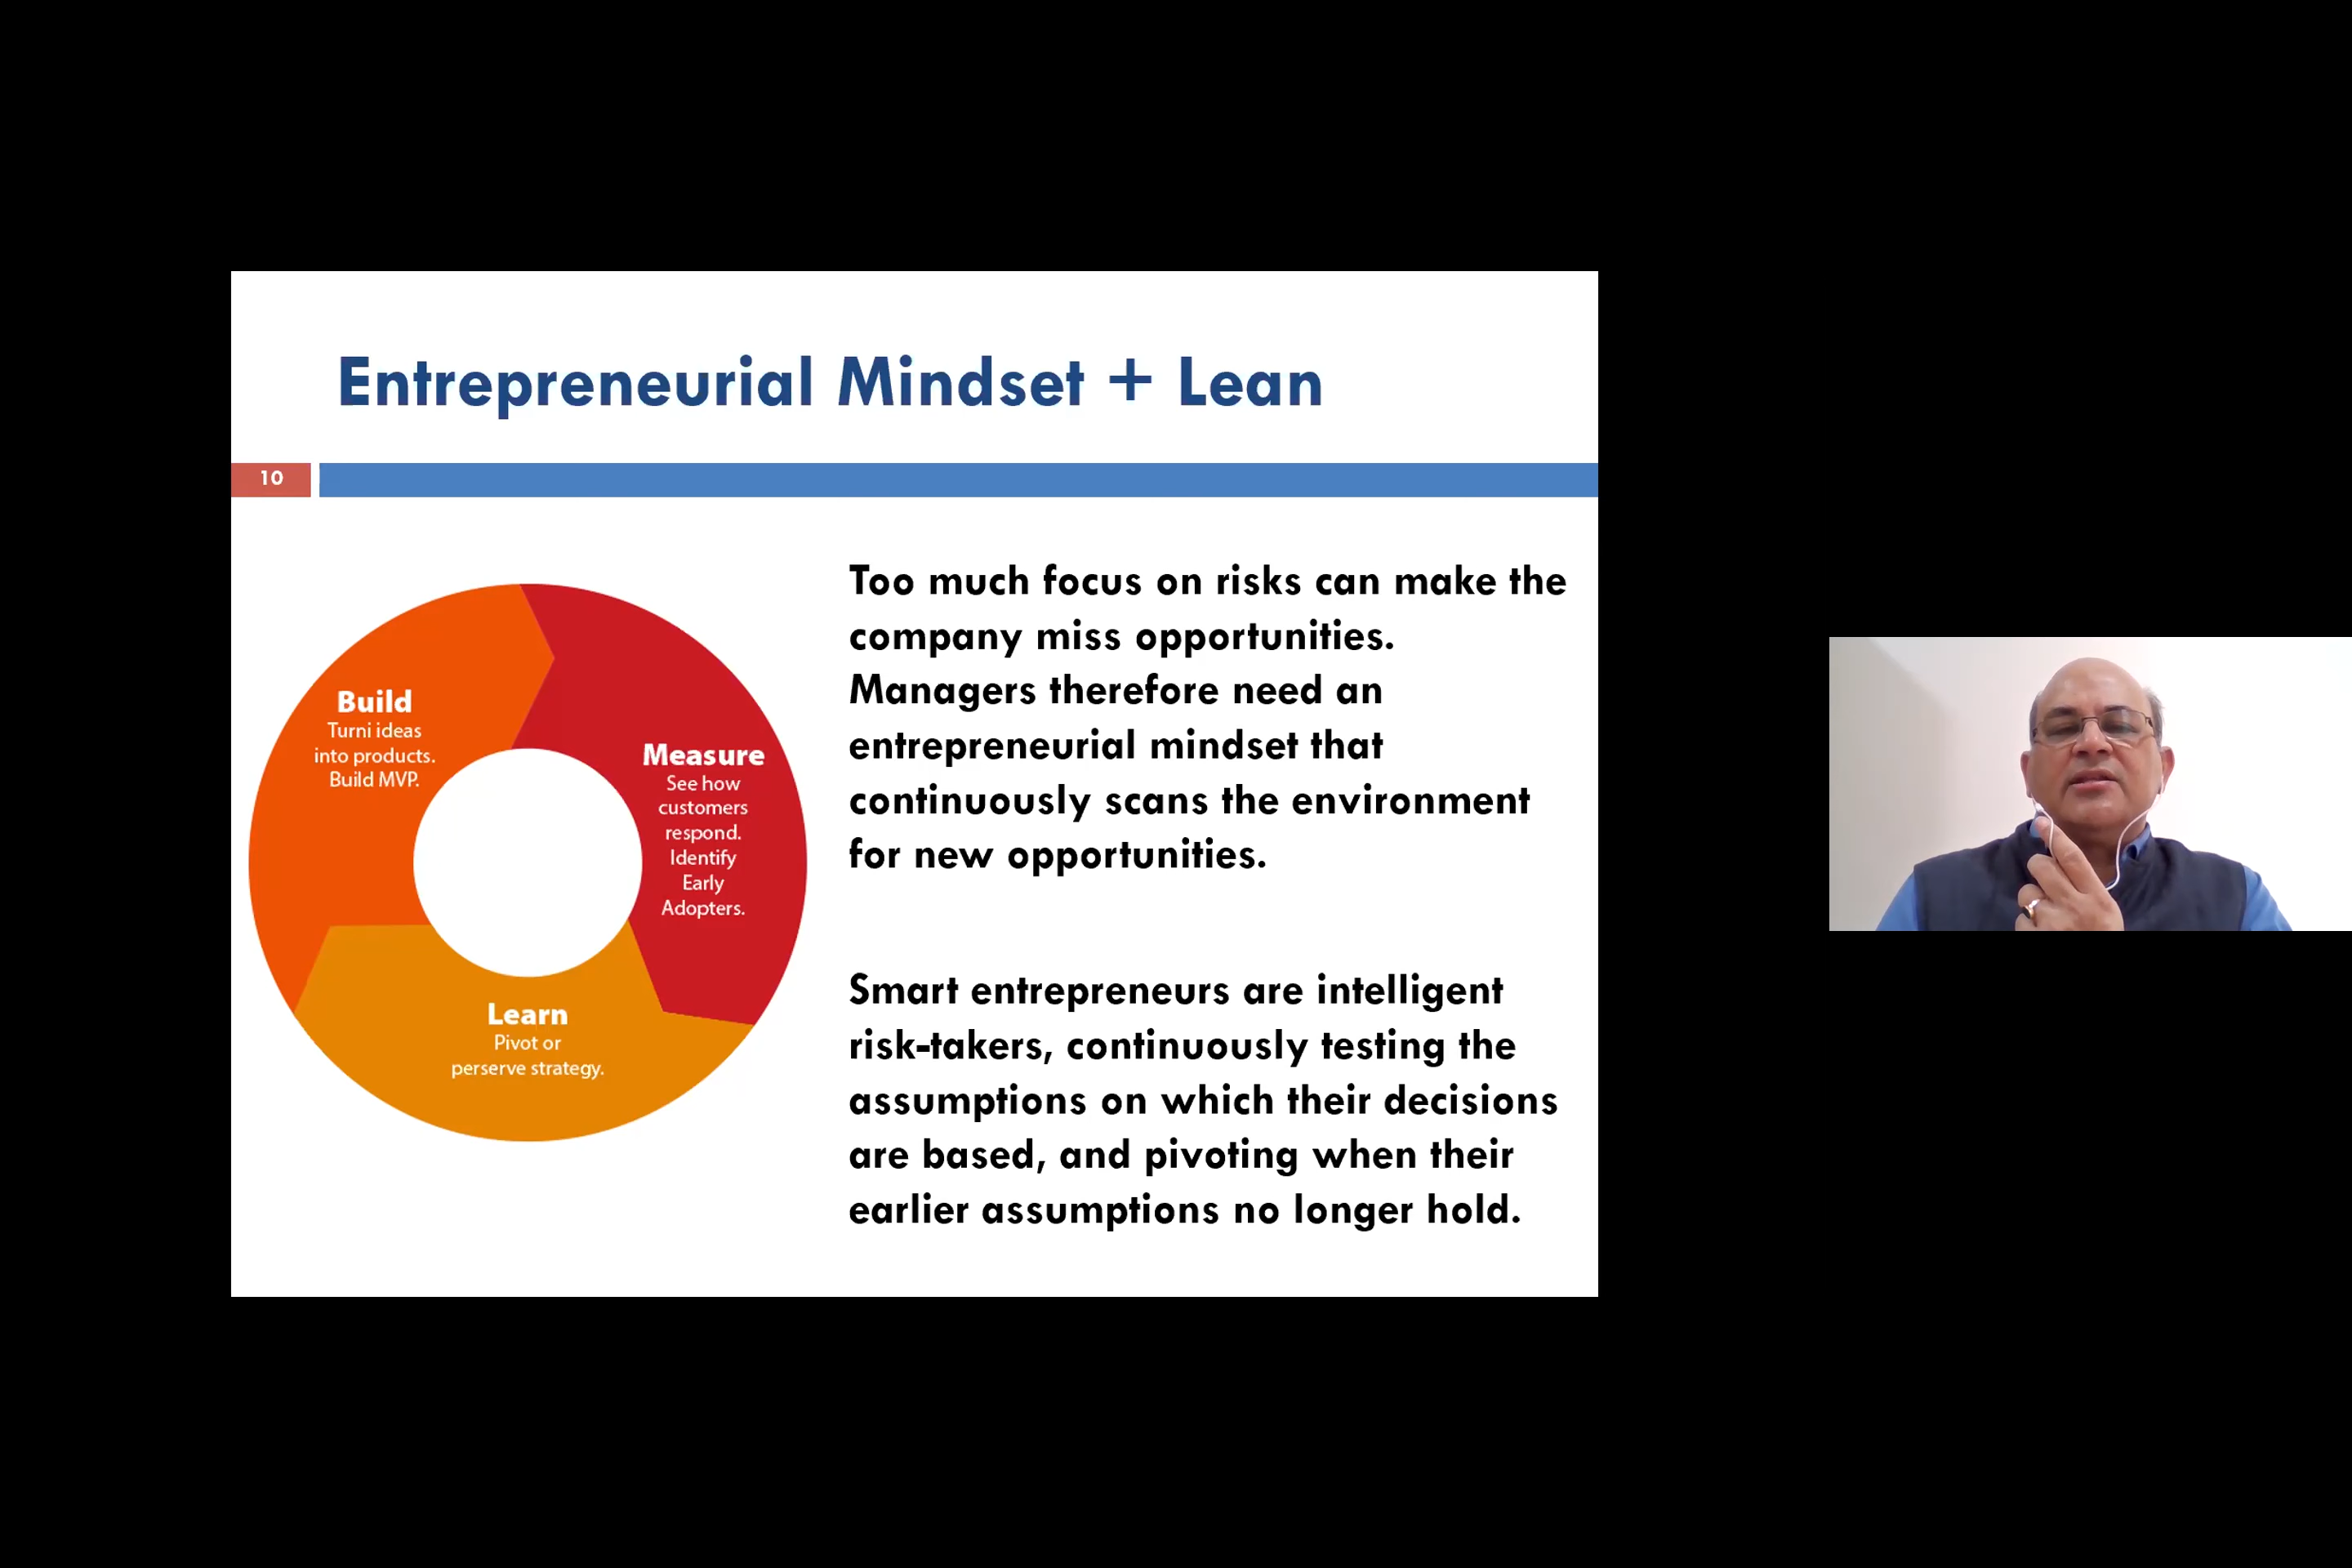 Entrepreneurial Mindset + Lean
10
Build
Turni ideas
into products.
Build MVP.
Measure
See how
customers
respond.
Identify
Early
Adopters.
Learn
Pivot or
perserve strategy.
Too much focus on risks can make the
company miss opportunities.
Managers therefore need an
entrepreneurial mindset that
continuously scans the environment
for new opportunities.
Smart entrepreneurs are intelligent
risk-takers, continuously testing the
assumptions on which their decisions
are based, and pivoting when their
earlier assumptions no longer hold.